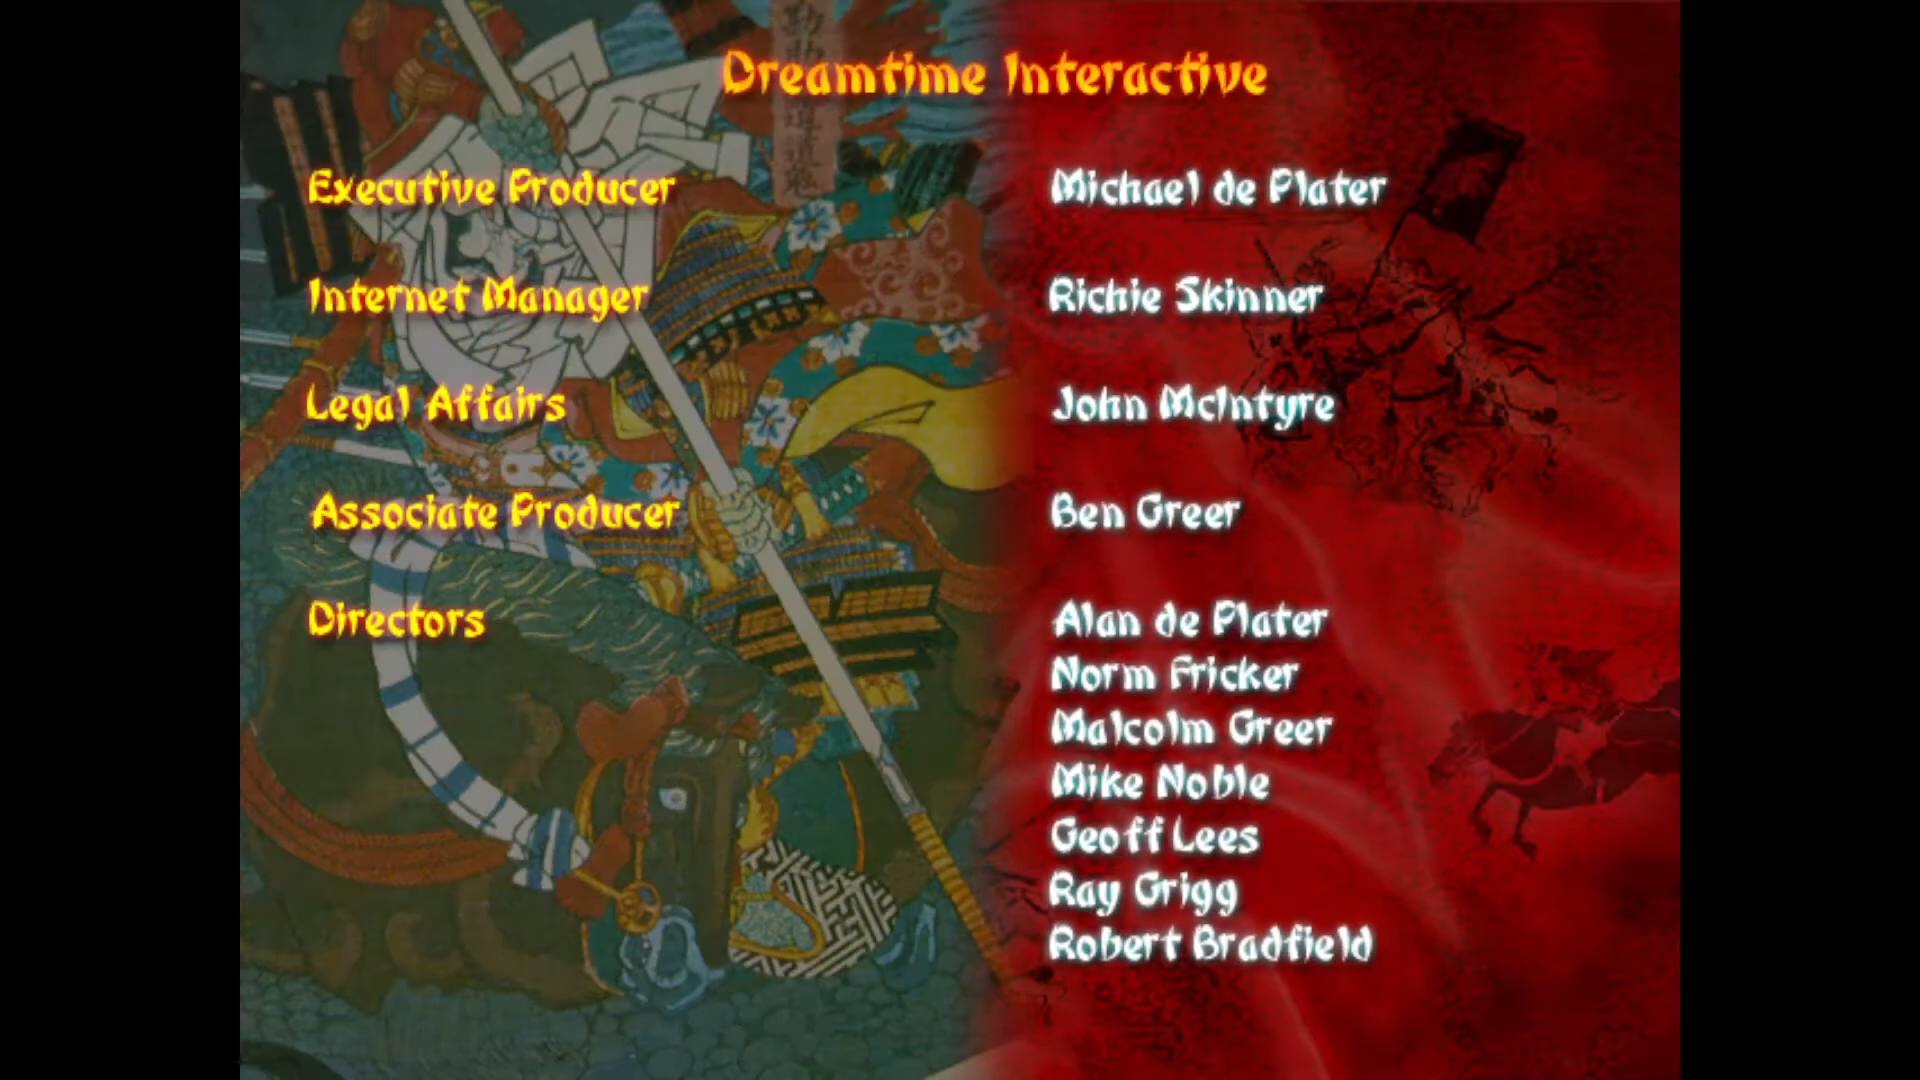 Dreamtime Interactive
Executive Producer Michael de Plater
Internet Manager Richie Skinner
Legal Affairs John McIntyre
Associate Producer Ben Greer
Directors Alan de Plater
Norm Fricker
Malcolm Greer
Mike Noble
Geoff Lees
Ray Grigg
Robert Bradfield